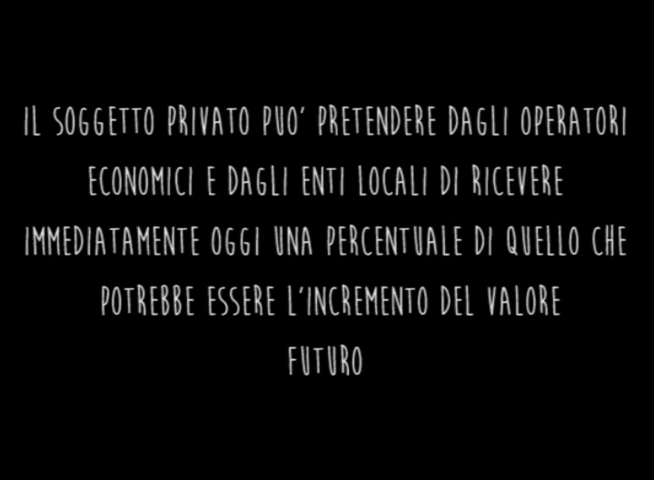 IL SOGGETTO PRIVATO PUO' PRETENDERE DAGLI OPERATORI
ECONOMICI E DAGLI ENTI LOCALI DI RICEVERE
IMMEDIATAMENTE OGGI UNA PERCENTUALE DI QUELLO CHE
POTREBBE ESSERE L'INCREMENTO DEL VALORE
FUTURO